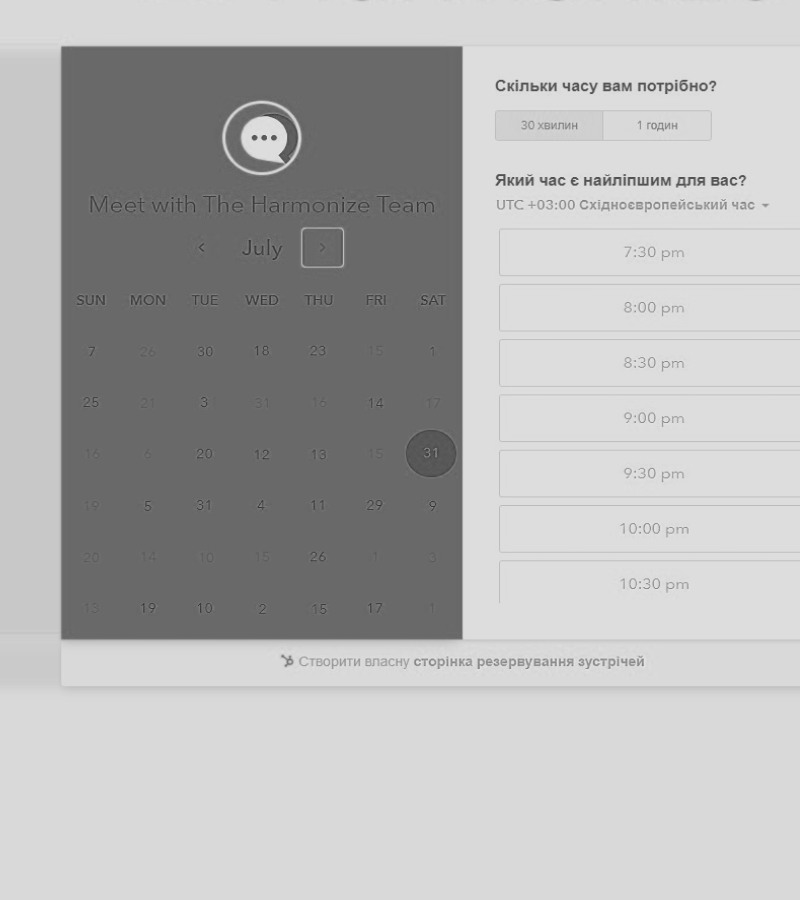 Meet with The Harmonize Team
July
SUN MON TUE WED THU FRI SAT
7 26 30 18 23 15 1
25 21 3 31 16 14 17
16 6 20 12 13 15 31
19 5 31 4 11 29 9
20 14 10 15 26 1 3
18 19 10 2 15 17 1
Скільки часу вам потрібно?
30 хвилин 1 годин
Який час є найліпшим для вас?
UTC +03:00 Східноєвропейський час
7:30 pm
8:00 pm
8:30 pm
9:00 pm
9:30 pm
10:00 pm
10:30 pm
Створити власну сторінка резервування зустрічей